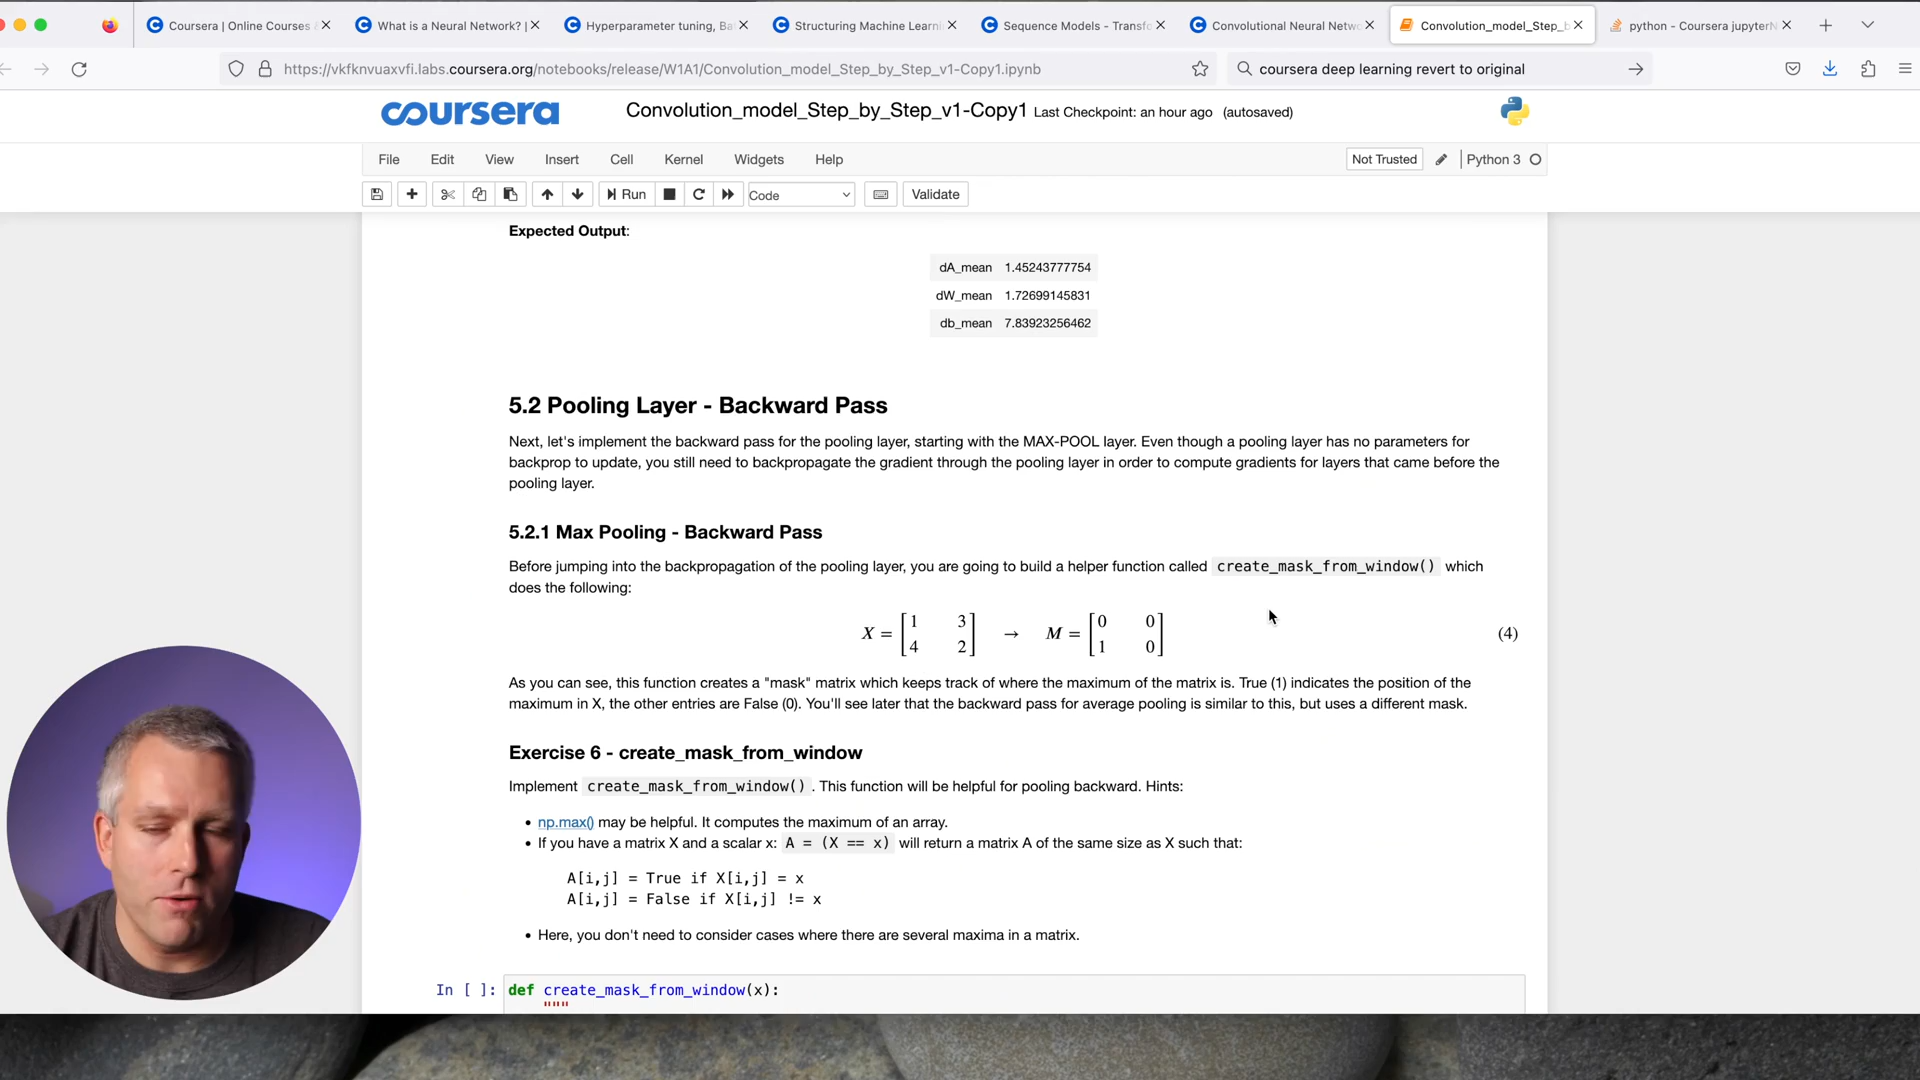 Coursera | Online Courses &
What is a Neural Network? |
Hyperparameter tuning, Ba
Structuring Machine Learni
Sequence Models - Transfo
Convolutional Neural Netwo
Convolution_model_Step_b
python - Coursera jupyterN
https://vkfknvuaxvfi.labs.coursera.org/notebooks/release/W1A1/Convolution_model_Step_by_Step_v1-Copy1.ipynb
coursera deep learning revert to original
coursera Convolution_model_Step_by_Step_v1-Copy1 Last Checkpoint: an hour ago (autosaved)
File Edit View Insert Cell Kernel Widgets Help Not Trusted Python 3
Run Code Validate
Expected Output:
dA_mean 1.45243777754
dW_mean 1.72699145831
db_mean 7.83923256462
5.2 Pooling Layer - Backward Pass
Next, let's implement the backward pass for the pooling layer, starting with the MAX-POOL layer. Even though a pooling layer has no parameters for
backprop to update, you still need to backpropagate the gradient through the pooling layer in order to compute gradients for layers that came before the
pooling layer.
5.2.1 Max Pooling - Backward Pass
Before jumping into the backpropagation of the pooling layer, you are going to build a helper function called create_mask_from_window() which
does the following:
X = [1 3
4 2] → M = [0 0
1 0] (4)
As you can see, this function creates a "mask" matrix which keeps track of where the maximum of the matrix is. True (1) indicates the position of the
maximum in X, the other entries are False (0). You'll see later that the backward pass for average pooling is similar to this, but uses a different mask.
Exercise 6 - create_mask_from_window
Implement create_mask_from_window() . This function will be helpful for pooling backward. Hints:
• np.max() may be helpful. It computes the maximum of an array.
• If you have a matrix X and a scalar x: A = (X == x) will return a matrix A of the same size as X such that:
A[i,j] = True if X[i,j] = x
A[i,j] = False if X[i,j] != x
• Here, you don't need to consider cases where there are several maxima in a matrix.
In [ ]: def create_mask_from_window(x):
"""